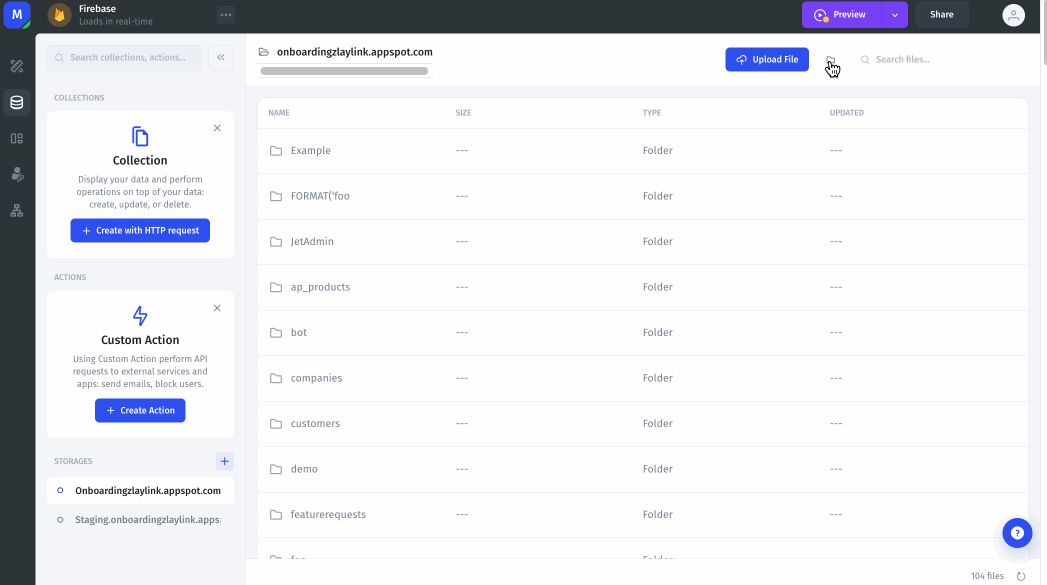 M
Firebase
Loads in real-time
Preview
Share
Search collections, actions...
COLLECTIONS
Collection
Display your data and perform
operations on top of your data:
create, update, or delete.
+ Create with HTTP request
ACTIONS
Custom Action
Using Custom Action perform API
requests to external services and
apps: send emails, block users.
+ Create Action
STORAGES
Onboardingzlaylink.appspot.com
Staging.onboardingzlaylink.apps
onboardingzlaylink.appspot.com
Upload File
Search files...
NAME SIZE TYPE UPDATED
Example --- Folder ---
FORMAT('foo --- Folder ---
JetAdmin --- Folder ---
ap_products --- Folder ---
bot --- Folder ---
companies --- Folder ---
customers --- Folder ---
demo --- Folder ---
featurerequests --- Folder ---
Folder
104 files